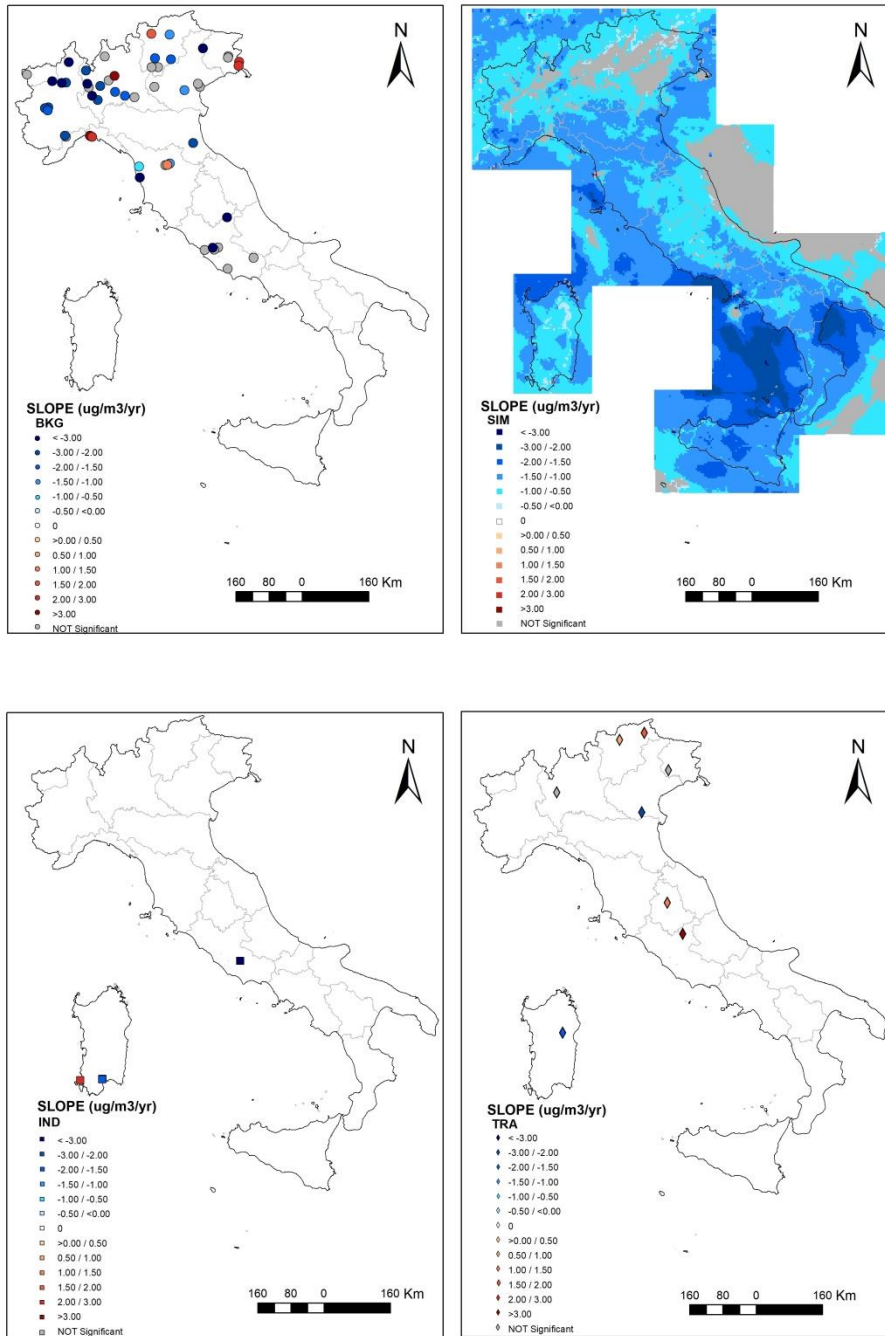 N
SLOPE (ug/m3/yr)
BKG
< -3.00
-3.00 / -2.00
-2.00 / -1.50
-1.50 / -1.00
-1.00 / -0.50
-0.50 / <0.00
0
>0.00 / 0.50
0.50 / 1.00
1.00 / 1.50
1.50 / 2.00
2.00 / 3.00
>3.00
NOT Significant
160 80 0 160 Km
N
SLOPE (ug/m3/yr)
SIM
< -3.00
-3.00 / -2.00
-2.00 / -1.50
-1.50 / -1.00
-1.00 / -0.50
-0.50 / <0.00
0
>0.00 / 0.50
0.50 / 1.00
1.00 / 1.50
1.50 / 2.00
2.00 / 3.00
>3.00
NOT Significant
160 80 0 160 Km
N
SLOPE (ug/m3/yr)
IND
< -3.00
-3.00 / -2.00
-2.00 / -1.50
-1.50 / -1.00
-1.00 / -0.50
-0.50 / <0.00
0
>0.00 / 0.50
0.50 / 1.00
1.00 / 1.50
1.50 / 2.00
2.00 / 3.00
>3.00
NOT Significant
160 80 0 160 Km
N
SLOPE (ug/m3/yr)
TRA
< -3.00
-3.00 / -2.00
-2.00 / -1.50
-1.50 / -1.00
-1.00 / -0.50
-0.50 / <0.00
0
>0.00 / 0.50
0.50 / 1.00
1.00 / 1.50
1.50 / 2.00
2.00 / 3.00
>3.00
NOT Significant
160 80 0 160 Km